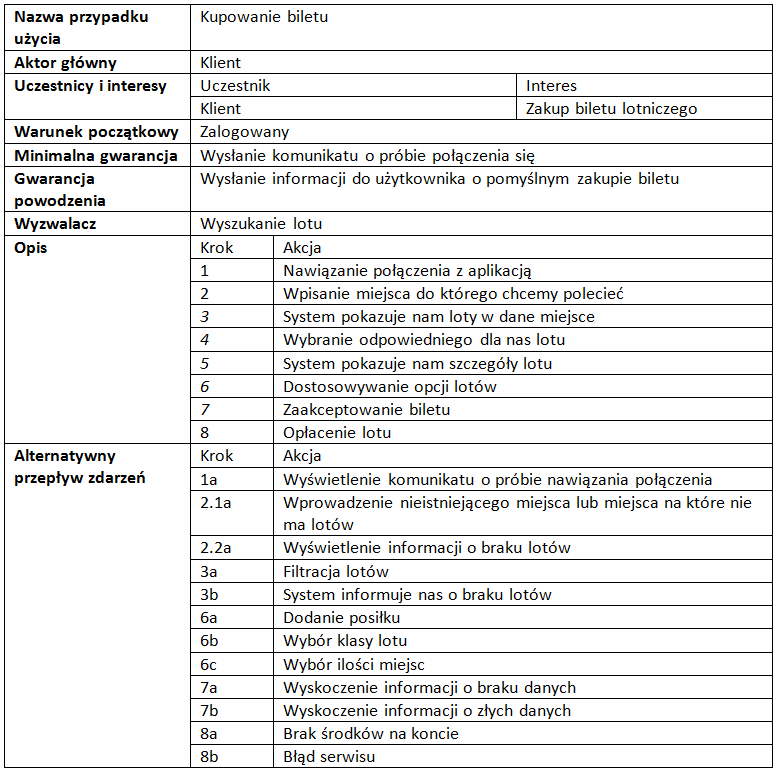 Nazwa przypadku użycia Kupowanie biletu
Aktor główny Klient
Uczestnicy i interesy Uczestnik Interes
Klient Zakup biletu lotniczego
Warunek początkowy Zalogowany
Minimalna gwarancja Wysłanie komunikatu o próbie połączenia się
Gwarancja powodzenia Wysłanie informacji do użytkownika o pomyślnym zakupie biletu
Wyzwalacz Wyszukanie lotu
Opis Krok Akcja
1 Nawiązanie połączenia z aplikacją
2 Wpisanie miejsca do którego chcemy polecieć
3 System pokazuje nam loty w dane miejsce
4 Wybranie odpowiedniego dla nas lotu
5 System pokazuje nam szczegóły lotu
6 Dostosowywanie opcji lotów
7 Zaakceptowanie biletu
8 Opłacenie lotu
Alternatywny przepływ zdarzeń Krok Akcja
1a Wyświetlenie komunikatu o próbie nawiązania połączenia
2.1a Wprowadzenie nieistniejącego miejsca lub miejsca na które nie
ma lotów
2.2a Wyświetlenie informacji o braku lotów
3a Filtracja lotów
3b System informuje nas o braku lotów
6a Dodanie posiłku
6b Wybór klasy lotu
6c Wybór ilości miejsc
7a Wyskoczenie informacji o braku danych
7b Wyskoczenie informacji o złych danych
8a Brak środków na koncie
8b Błąd serwisu